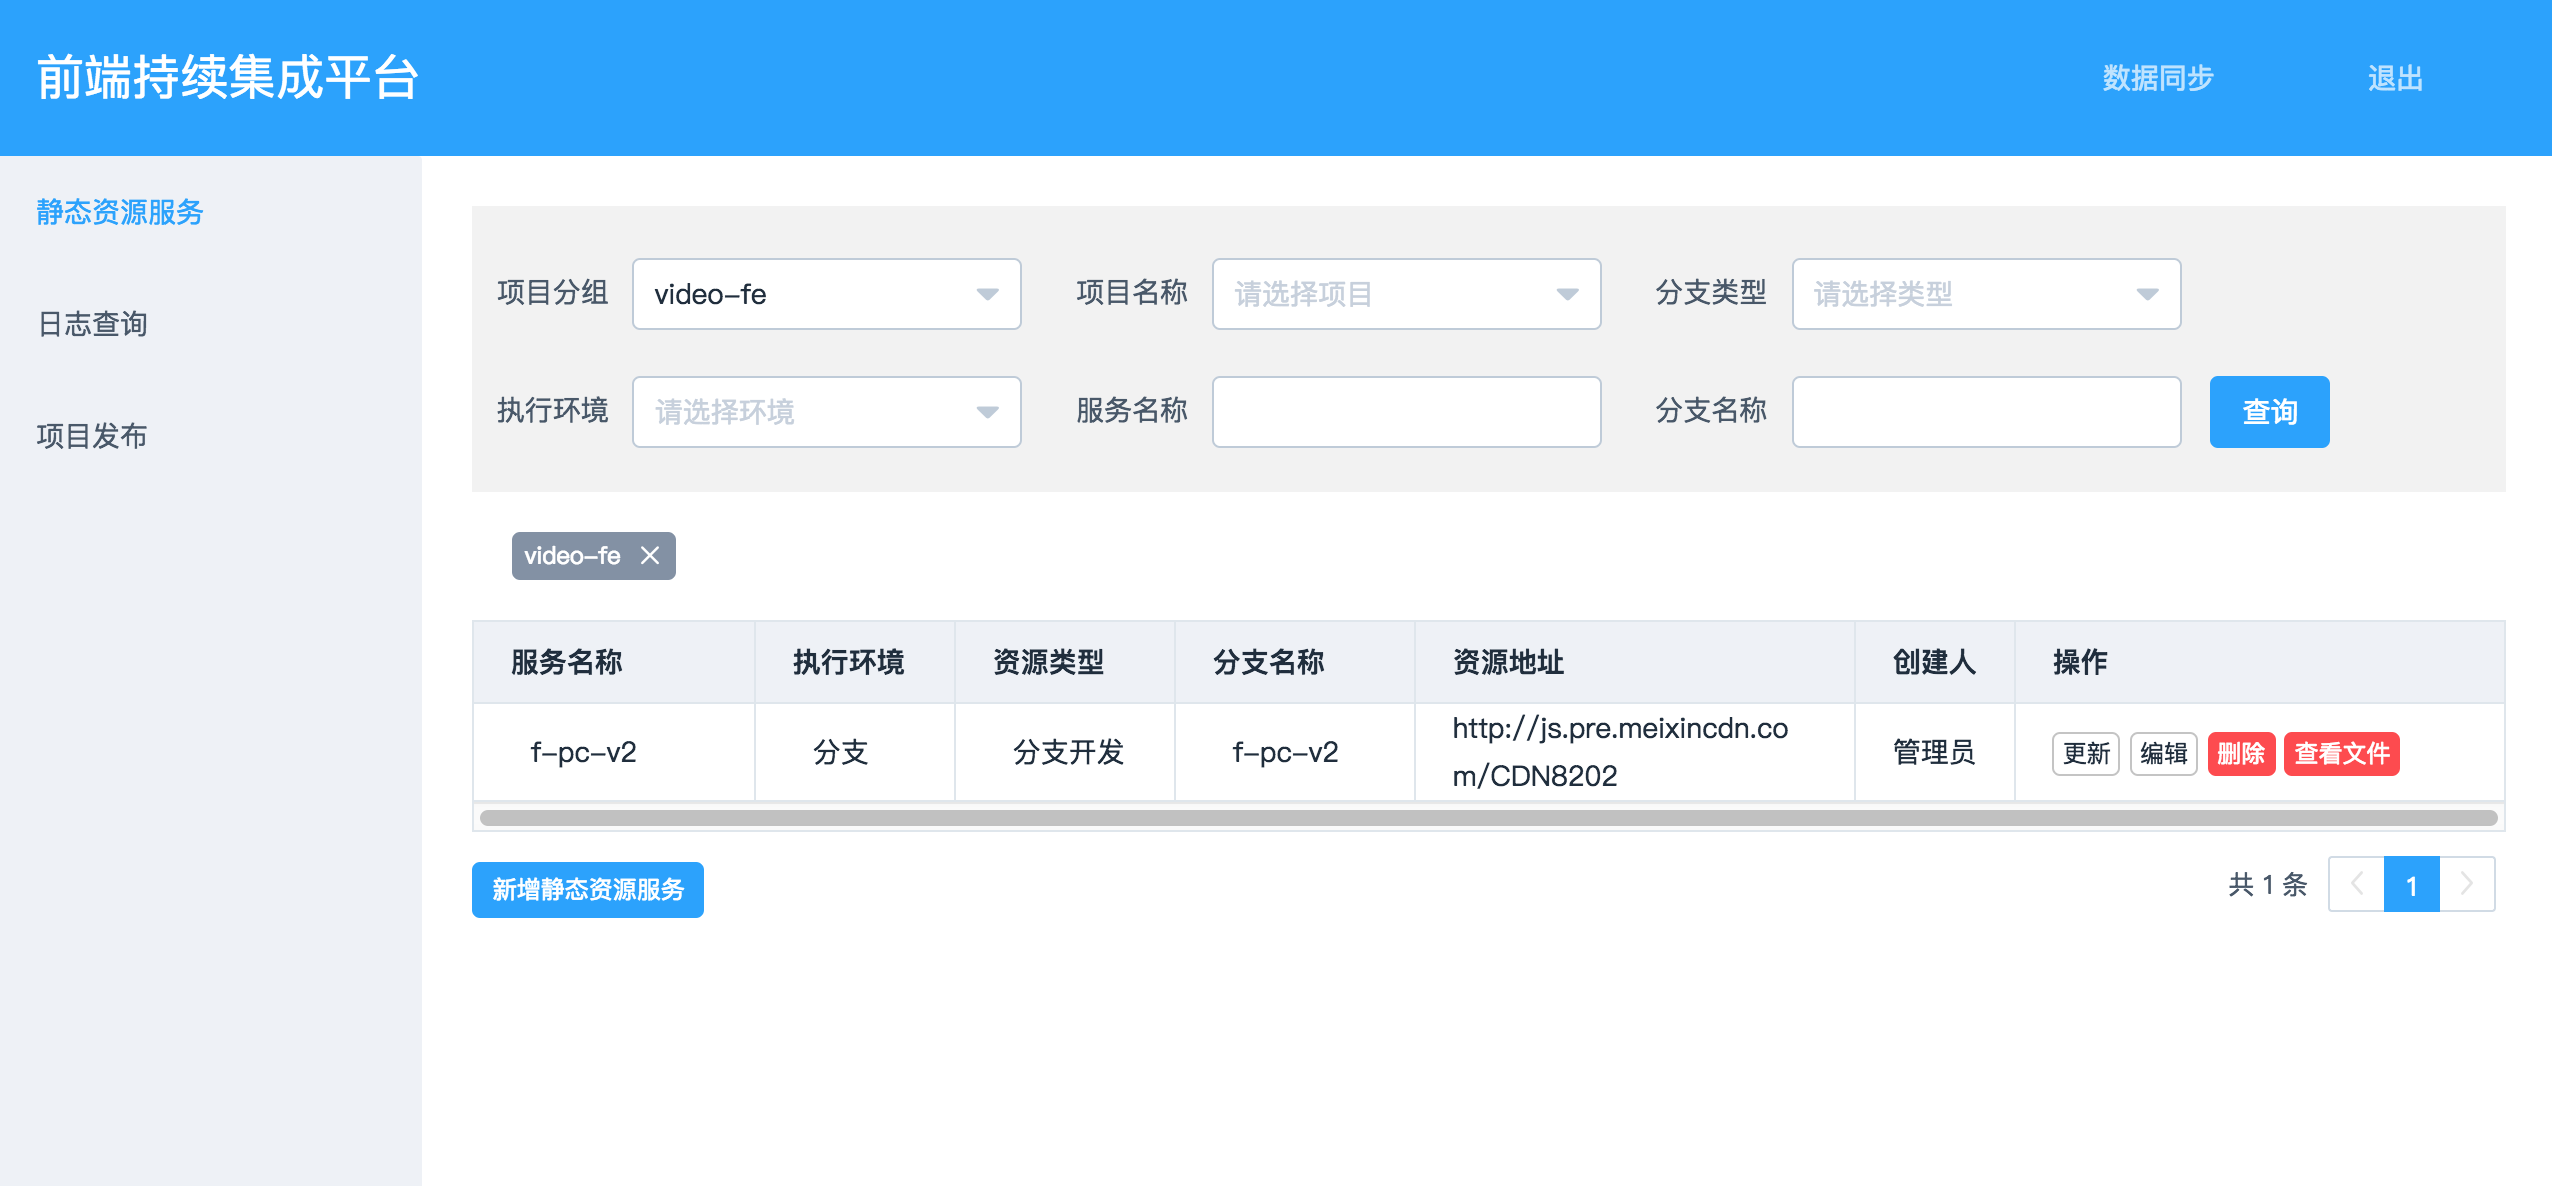 前端持续集成平台
数据同步
退出
静态资源服务
日志查询
项目发布
项目分组 video-fe
项目名称 请选择项目
分支类型 请选择类型
执行环境 请选择环境
服务名称
分支名称
查询
video-fe
服务名称 执行环境 资源类型 分支名称 资源地址 创建人 操作
f-pc-v2 分支 分支开发 f-pc-v2
http://js.pre.meixincdn.co
m/CDN8202
管理员 更新 编辑 删除 查看文件
新增静态资源服务
共 1 条 1